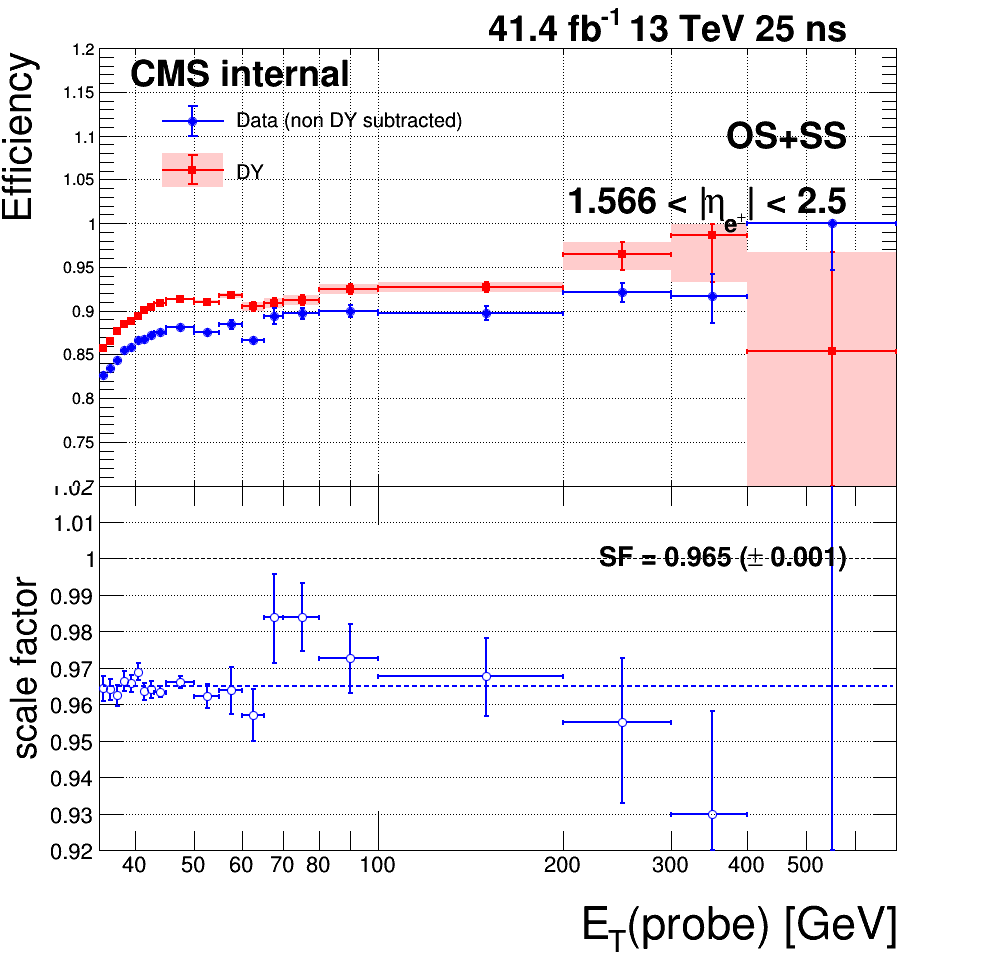 41.4 fb⁻¹ 13 TeV 25 ns
Efficiency
CMS internal
Data (non DY subtracted)
DY
OS+SS
1.566 < |ηe±| < 2.5
1.2
1.15
1.1
1.05
1
0.95
0.9
0.85
0.8
0.75
1.02
1.01
1
0.99
0.98
0.97
0.96
0.95
0.94
0.93
0.92
scale factor
SF = 0.965 (± 0.001)
40 50 60 70 80 100 200 300 400 500
ET(probe) [GeV]